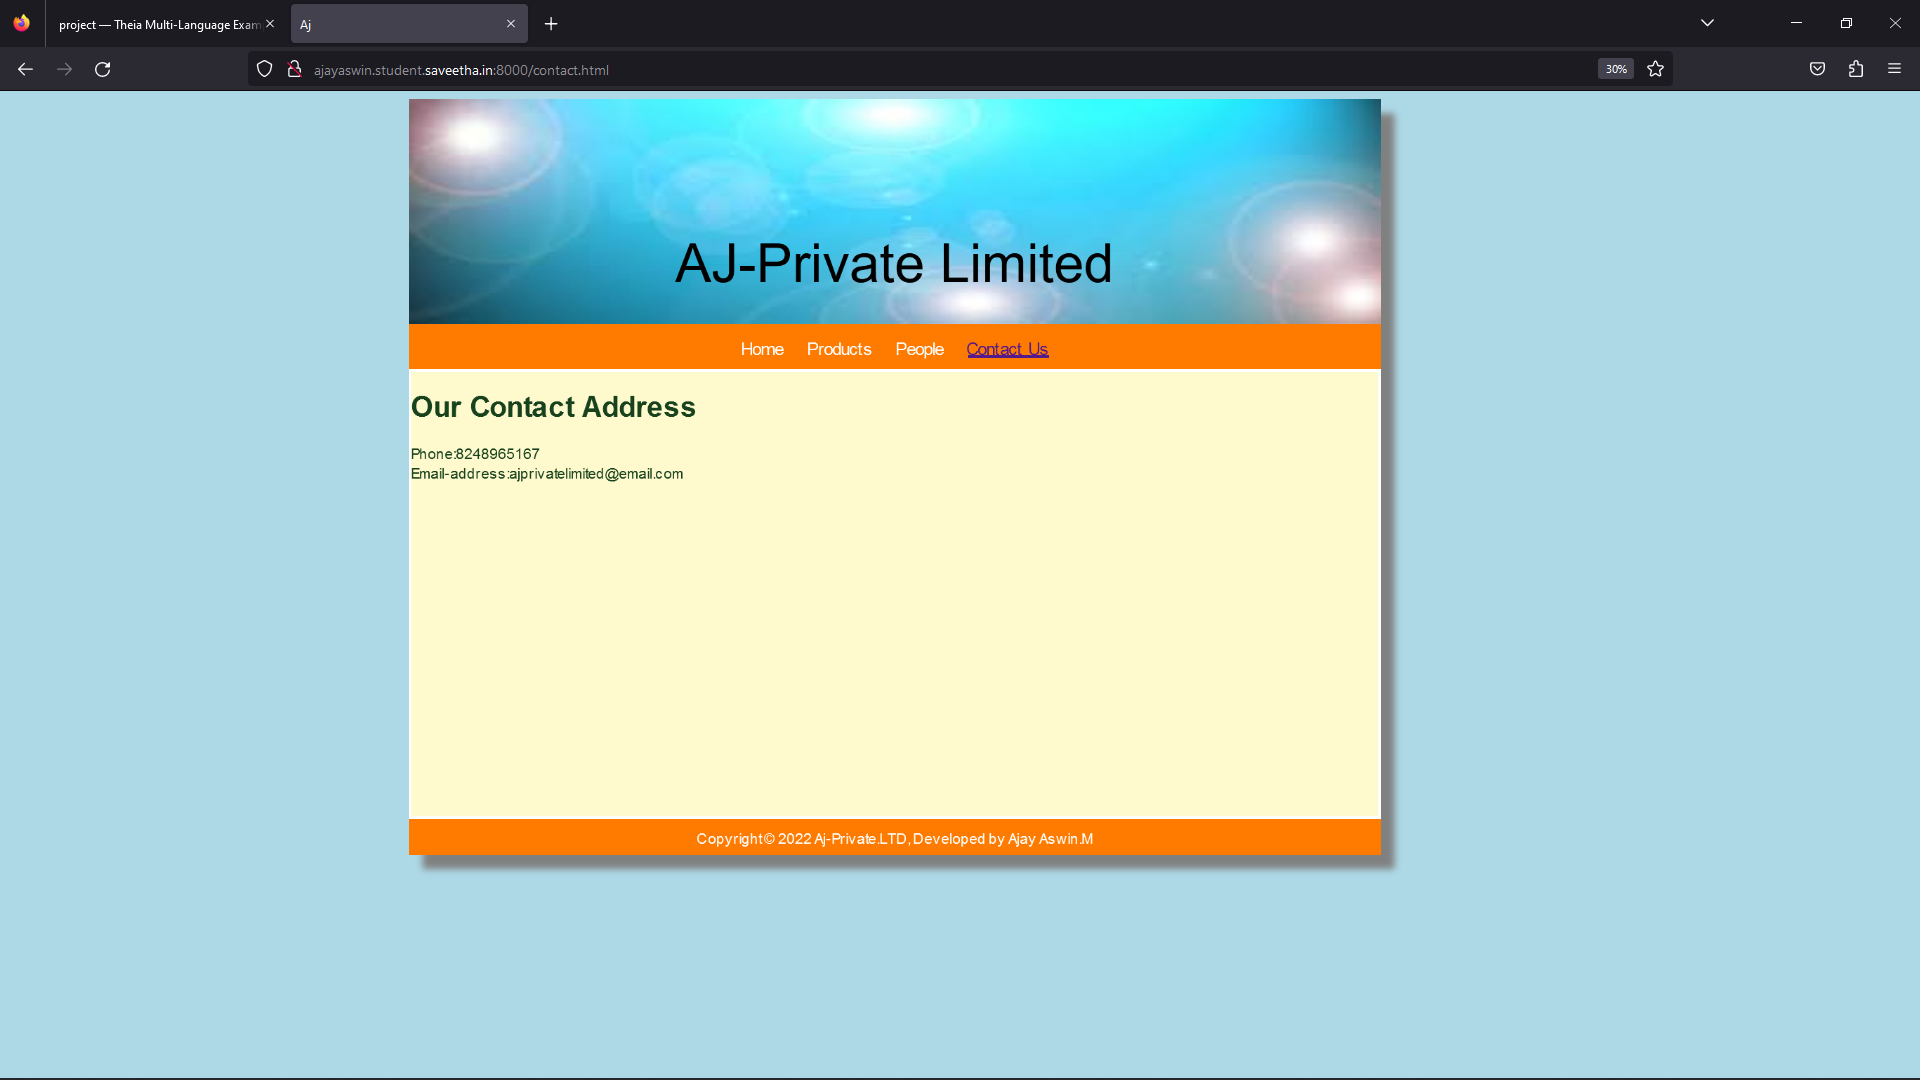 project — Theia Multi-Language Exam
Aj
ajayaswin.student.saveetha.in:8000/contact.html
30%
AJ-Private Limited
Home Products People Contact Us
Our Contact Address
Phone:8248965167
Email-address:ajprivatelimited@email.com
Copyright© 2022 Aj-Private.LTD, Developed by Ajay Aswin.M